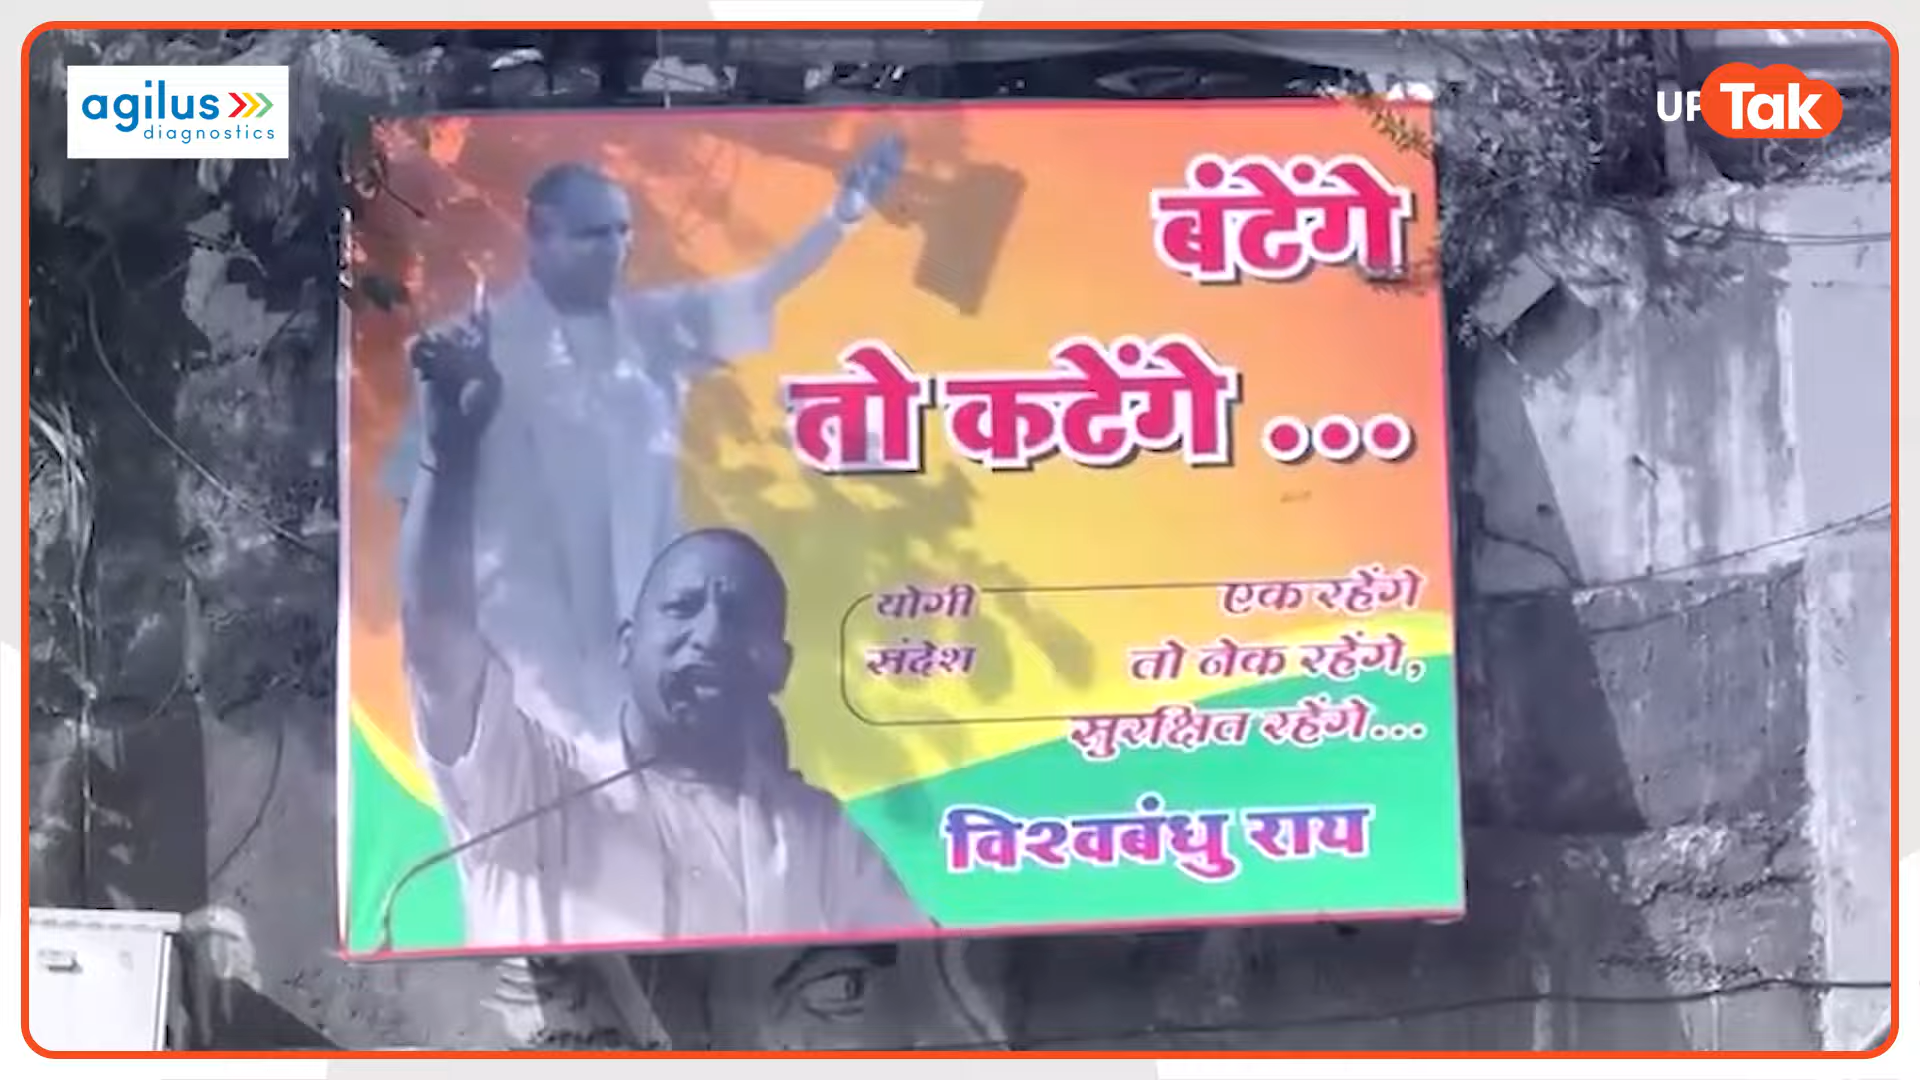 agilus
diagnostics
UP Tak
बंटेंगे
तो कटेंगे ...
योगी
संदेश
एक रहेंगे
तो नेक रहेंगे,
सुरक्षित रहेंगे...
विश्वबंधु राय